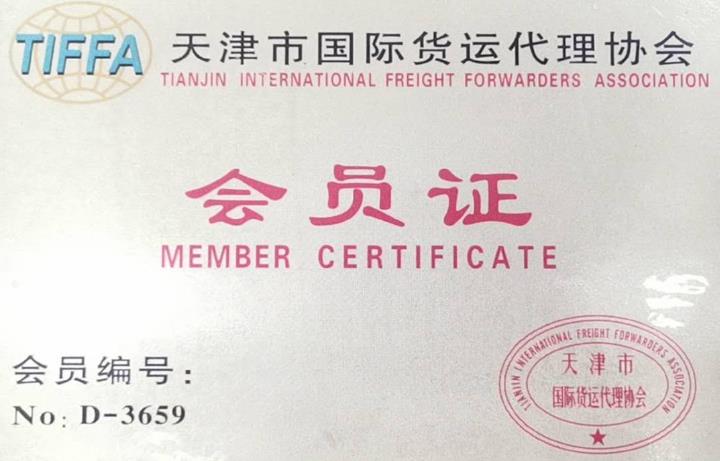 TIFFA
天津市国际货运代理协会
TIANJIN INTERNATIONAL FREIGHT FORWARDERS ASSOCIATION
会员证
MEMBER CERTIFICATE
会员编号：
No: D-3659
TIANJIN INTERNATIONAL FREIGHT FORWARDERS ASSOCIATION
天津市
国际货运代理协会